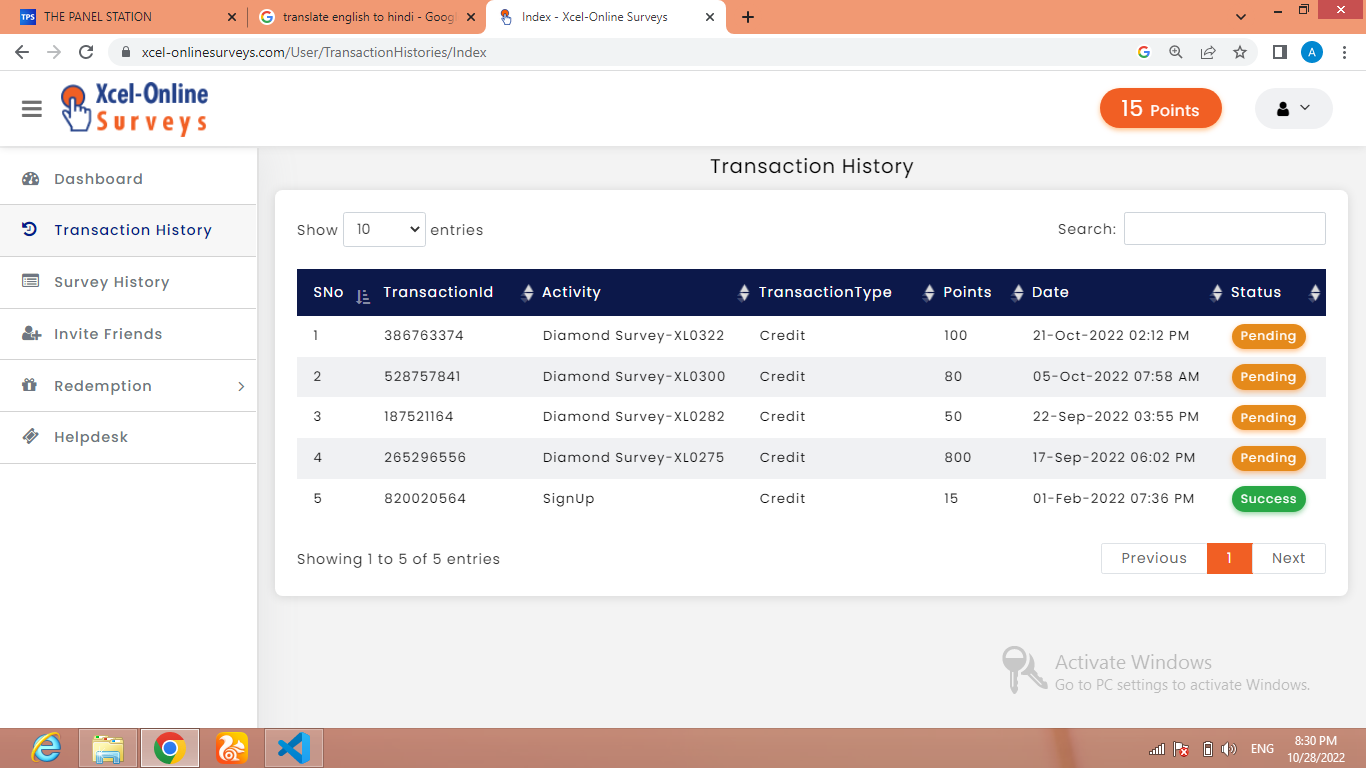 THE PANEL STATION
translate english to hindi - Goog
Index - Xcel-Online Surveys
xcel-onlinesurveys.com/User/TransactionHistories/Index
A
Xcel-Online
Surveys
15 Points
Dashboard
Transaction History
Survey History
Invite Friends
Redemption
Helpdesk
Transaction History
Show 10 entries
Search:
SNo TransactionId Activity TransactionType Points Date Status
1 386763374 Diamond Survey-XL0322 Credit 100 21-Oct-2022 02:12 PM Pending
2 528757841 Diamond Survey-XL0300 Credit 80 05-Oct-2022 07:58 AM Pending
3 187521164 Diamond Survey-XL0282 Credit 50 22-Sep-2022 03:55 PM Pending
4 265296556 Diamond Survey-XL0275 Credit 800 17-Sep-2022 06:02 PM Pending
5 820020564 SignUp Credit 15 01-Feb-2022 07:36 PM Success
Showing 1 to 5 of 5 entries
Previous 1 Next
Activate Windows
Go to PC settings to activate Windows.
ENG
8:30 PM
10/28/2022
TPS